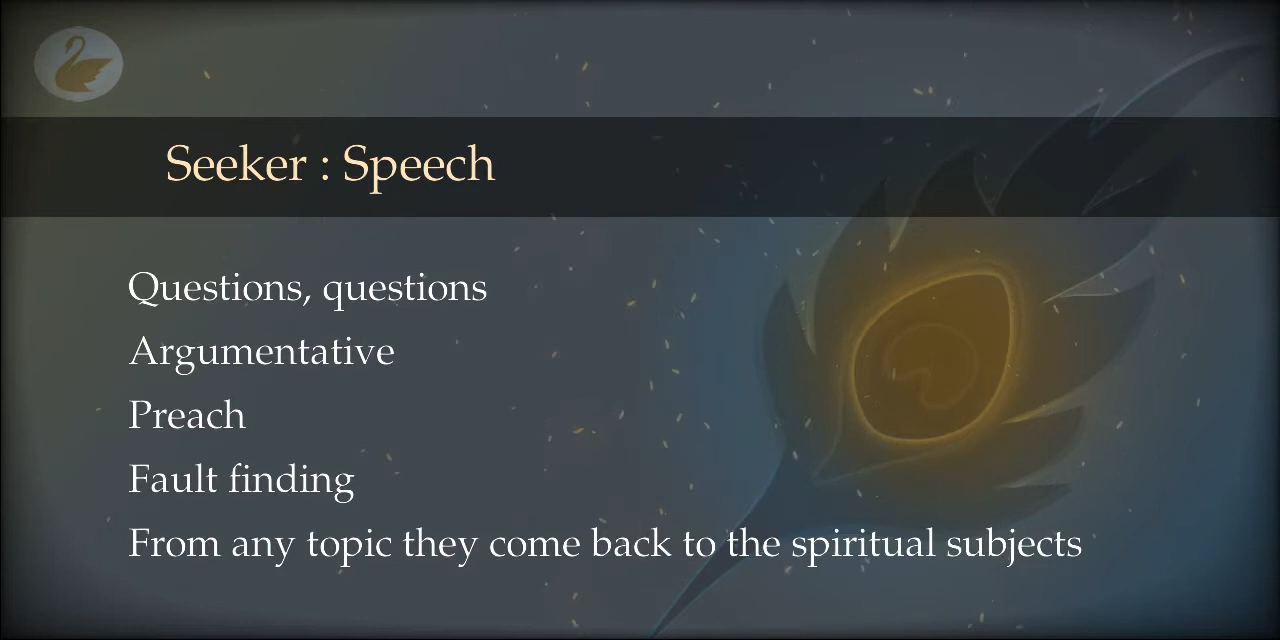 Seeker : Speech
Questions, questions
Argumentative
Preach
Fault finding
From any topic they come back to the spiritual subjects